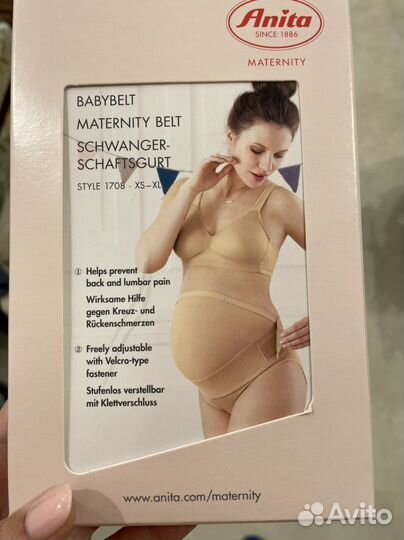 Anita
SINCE 1886
MATERNITY
BABYBELT
MATERNITY BELT
SCHWANGER-
SCHAFTSGURT
STYLE 1708 · XS–XL
① Helps prevent
back and lumbar pain
Wirksame Hilfe
gegen Kreuz- und
Rückenschmerzen
② Freely adjustable
with Velcro-type
fastener
Stufenlos verstellbar
mit Klettverschluss
www.anita.com/maternity
Avito